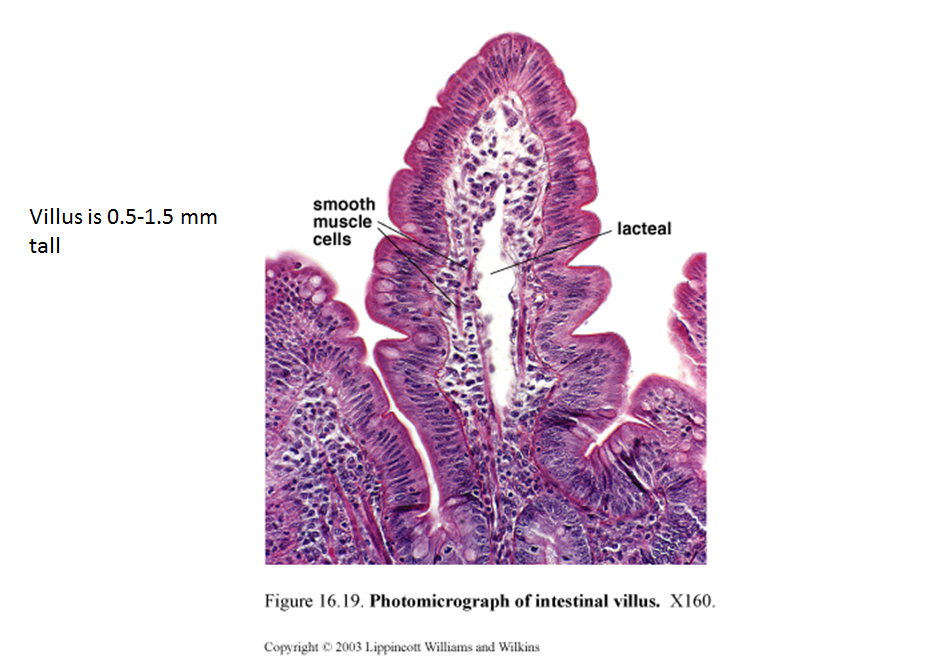 Villus is 0.5-1.5 mm
tall
smooth
muscle
cells
lacteal
Figure 16.19. Photomicrograph of intestinal villus. X160.
Copyright © 2003 Lippincott Williams and Wilkins